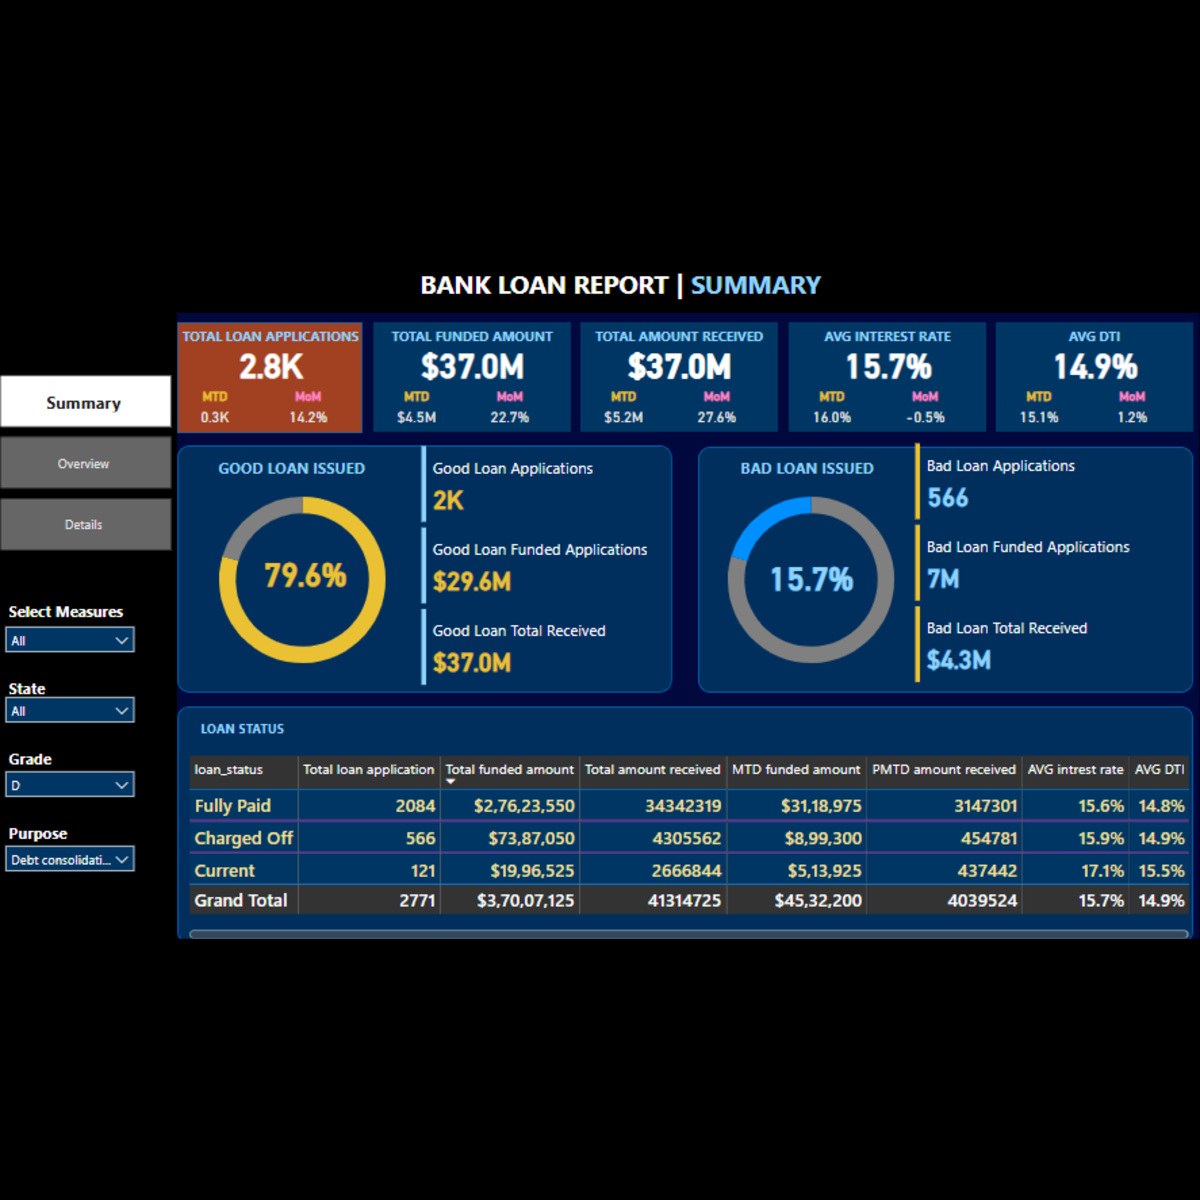 BANK LOAN REPORT | SUMMARY
TOTAL LOAN APPLICATIONS
2.8K
MTD MoM
0.3K 14.2%
TOTAL FUNDED AMOUNT
$37.0M
MTD MoM
$4.5M 22.7%
TOTAL AMOUNT RECEIVED
$37.0M
MTD MoM
$5.2M 27.6%
AVG INTEREST RATE
15.7%
MTD MoM
16.0% -0.5%
AVG DTI
14.9%
MTD MoM
15.1% 1.2%
Summary
Overview
Details
Select Measures
All
State
All
Grade
D
Purpose
Debt consolidati...
GOOD LOAN ISSUED
79.6%
Good Loan Applications
2K
Good Loan Funded Applications
$29.6M
Good Loan Total Received
$37.0M
BAD LOAN ISSUED
15.7%
Bad Loan Applications
566
Bad Loan Funded Applications
7M
Bad Loan Total Received
$4.3M
LOAN STATUS
loan_status Total loan application Total funded amount Total amount received MTD funded amount PMTD amount received AVG intrest rate AVG DTI
Fully Paid 2084 $2,76,23,550 34342319 $31,18,975 3147301 15.6% 14.8%
Charged Off 566 $73,87,050 4305562 $8,99,300 454781 15.9% 14.9%
Current 121 $19,96,525 2666844 $5,13,925 437442 17.1% 15.5%
Grand Total 2771 $3,70,07,125 41314725 $45,32,200 4039524 15.7% 14.9%